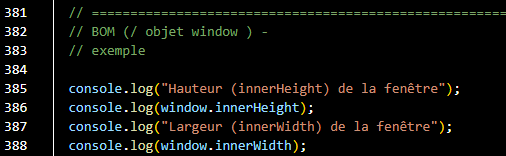 381 // =====================================================
382 // BOM (/ objet window ) -
383 // exemple
384
385 console.log("Hauteur (innerHeight) de la fenêtre");
386 console.log(window.innerHeight);
387 console.log("Largeur (innerWidth) de la fenêtre");
388 console.log(window.innerWidth);